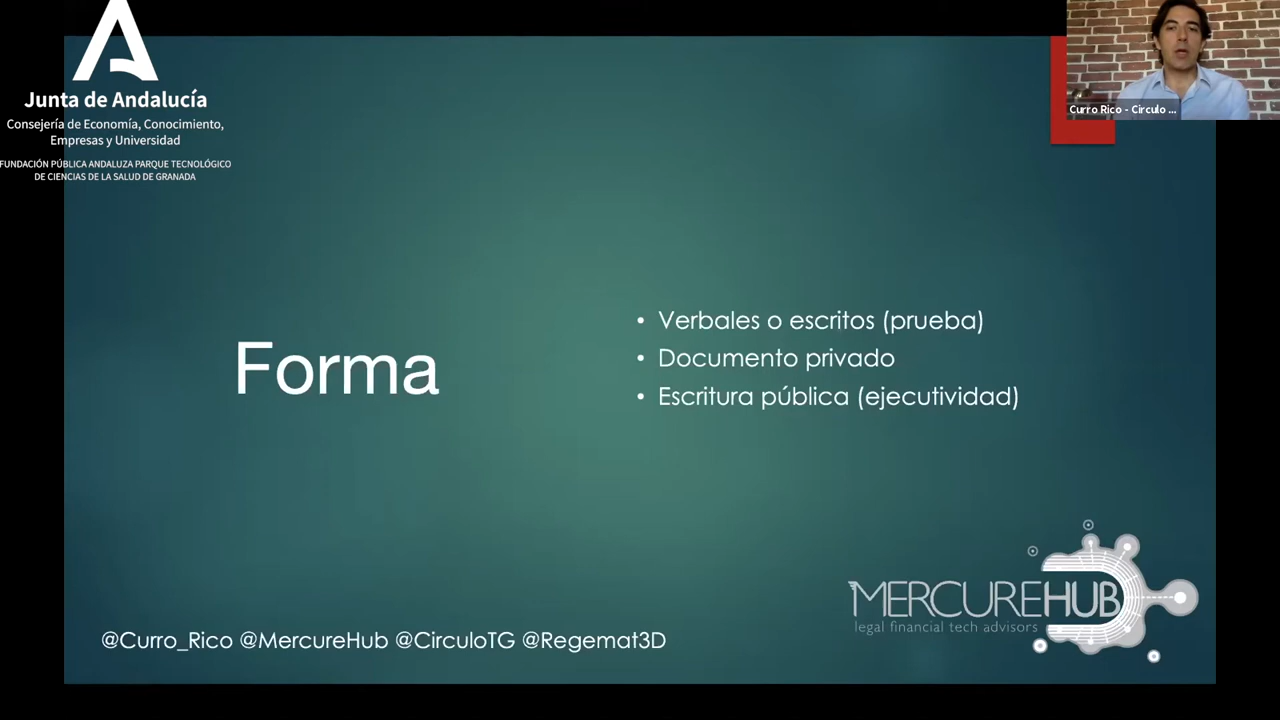 Junta de Andalucía
Consejería de Economía, Conocimiento,
Empresas y Universidad
FUNDACIÓN PÚBLICA ANDALUZA PARQUE TECNOLÓGICO
DE CIENCIAS DE LA SALUD DE GRANADA
Curro Rico - Circulo ...
Forma
• Verbales o escritos (prueba)
• Documento privado
• Escritura pública (ejecutividad)
MERCUREHUB
legal financial tech advisors
@Curro_Rico @MercureHub @CirculoTG @Regemat3D